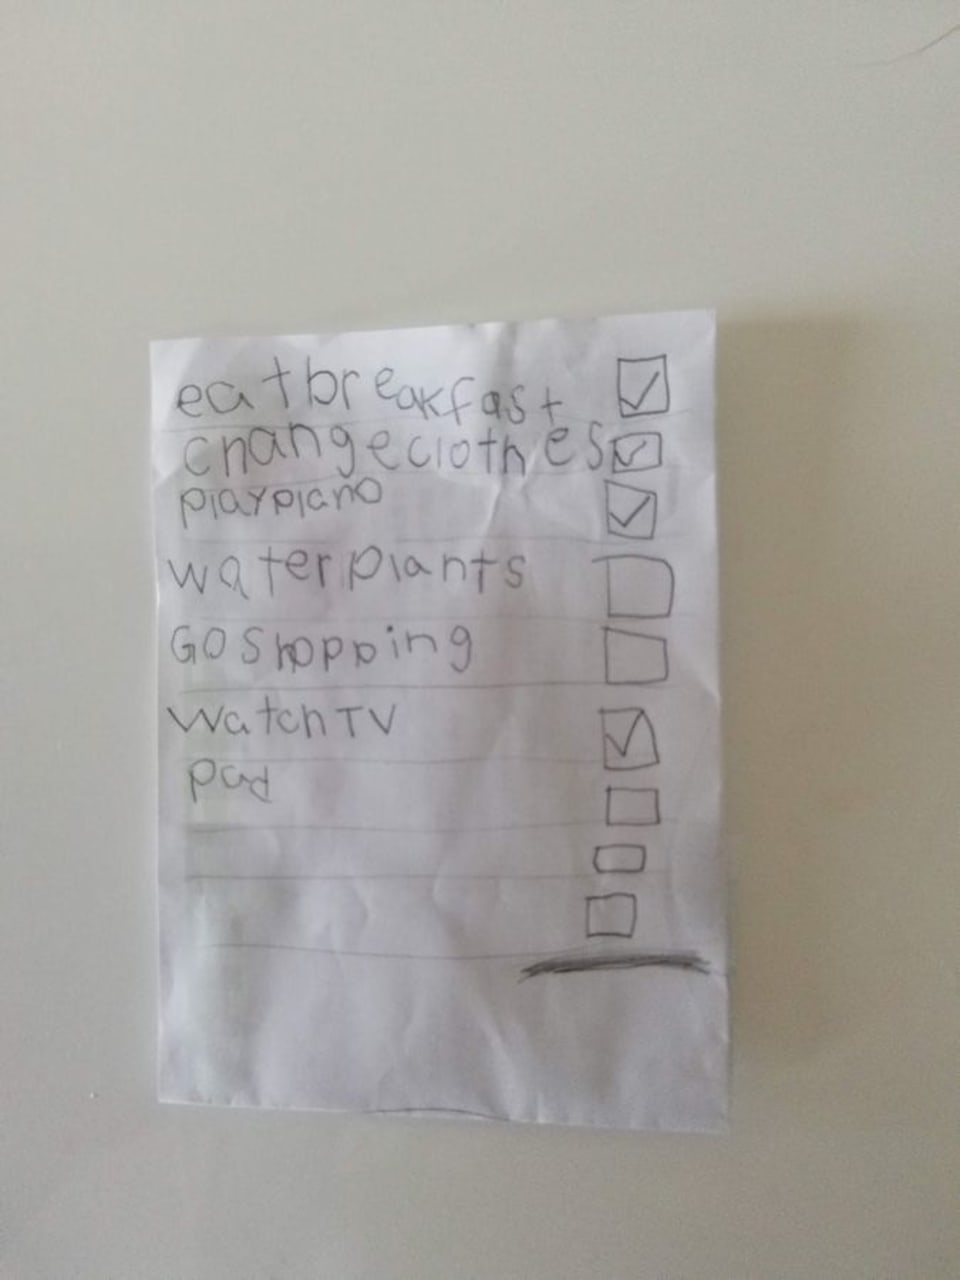 eatbreakfast
changeclothes
playpiano
waterplants
GOShopping
watchTV
pad